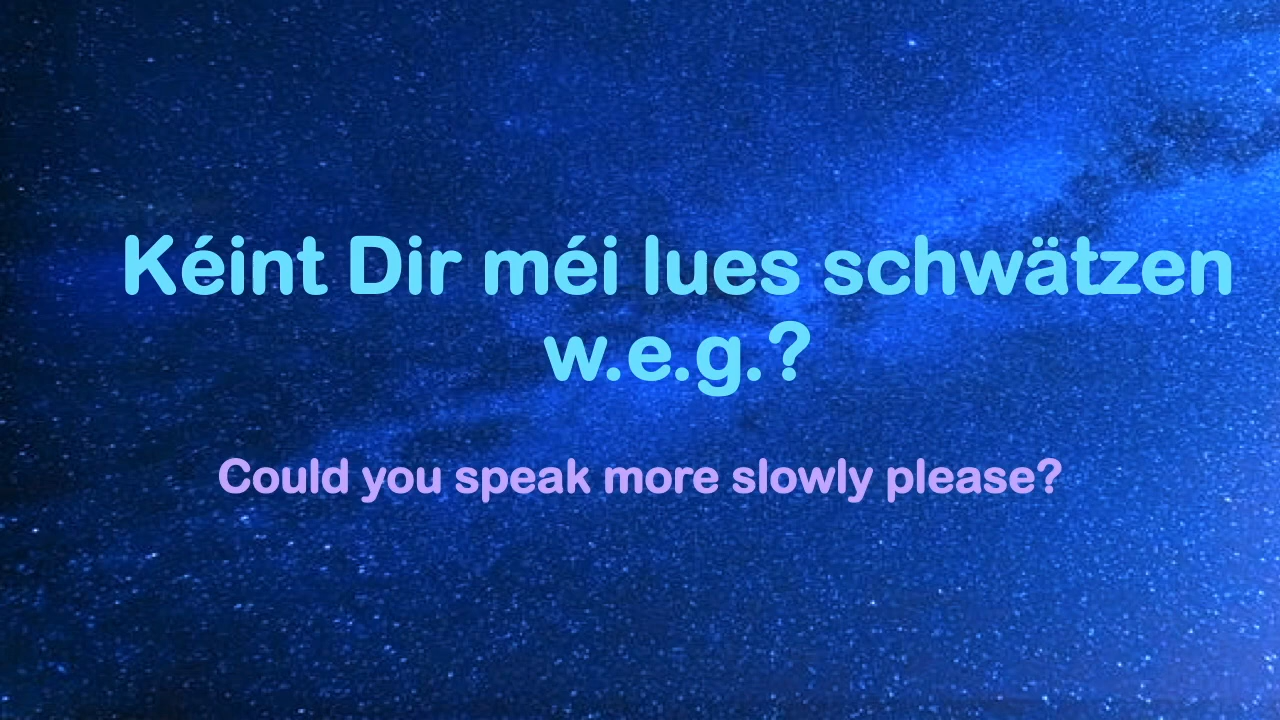 Kéint Dir méi lues schwätzen
w.e.g.?
Could you speak more slowly please?